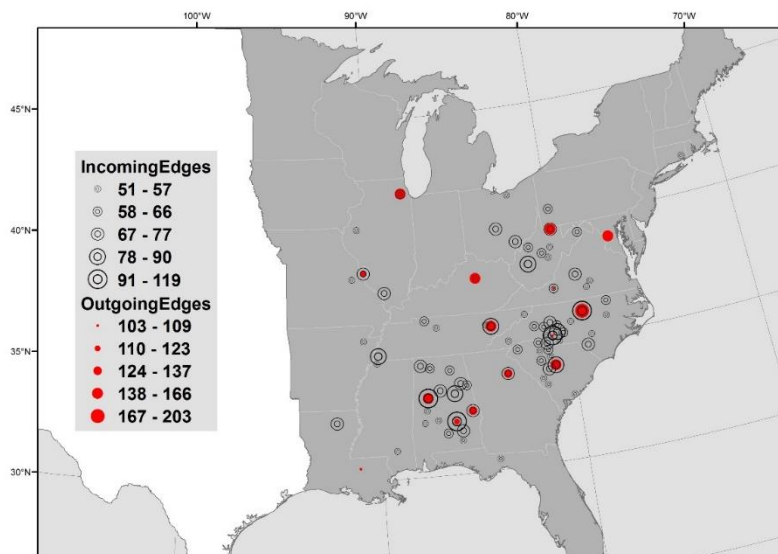 100°W 90°W 80°W 70°W
45°N
40°N
35°N
30°N
IncomingEdges
51 - 57
58 - 66
67 - 77
78 - 90
91 - 119
OutgoingEdges
103 - 109
110 - 123
124 - 137
138 - 166
167 - 203